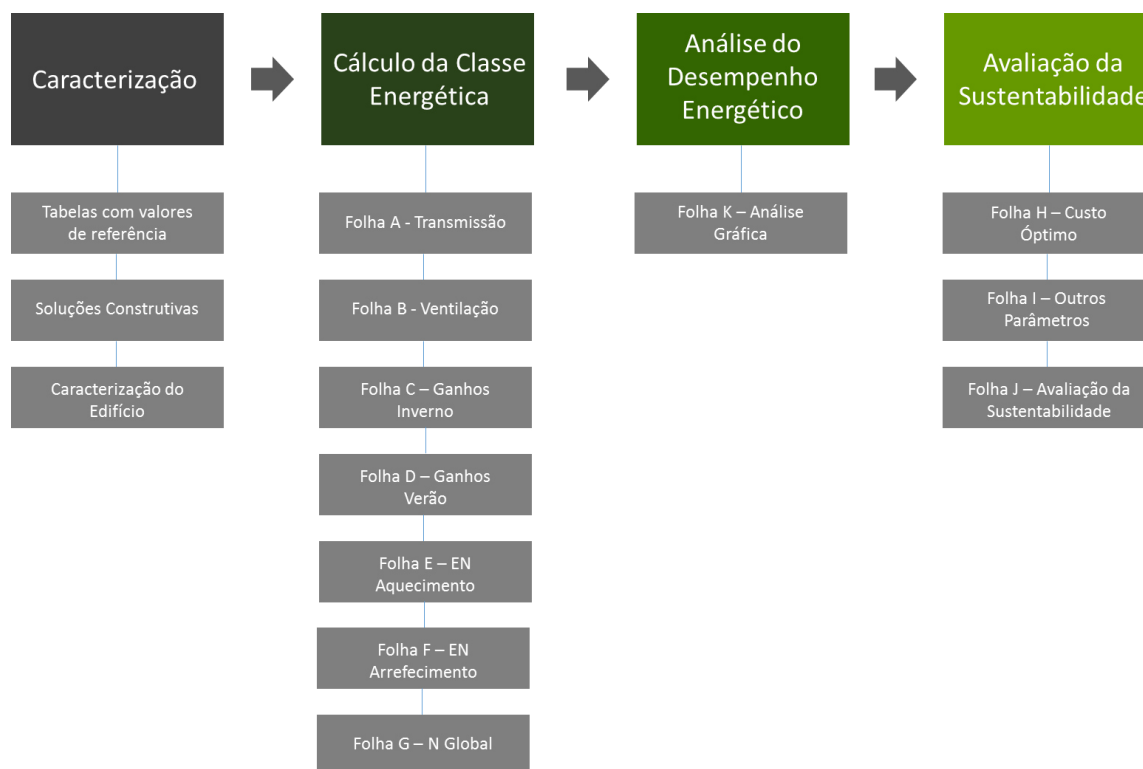 Caracterização
Cálculo da Classe
Energética
Análise do
Desempenho
Energético
Avaliação da
Sustentabilidade
Tabelas com valores
de referência
Soluções Construtivas
Caracterização do
Edifício
Folha A - Transmissão
Folha B - Ventilação
Folha C – Ganhos
Inverno
Folha D – Ganhos
Verão
Folha E – EN
Aquecimento
Folha F – EN
Arrefecimento
Folha G – N Global
Folha K – Análise
Gráfica
Folha H – Custo
Óptimo
Folha I – Outros
Parâmetros
Folha J – Avaliação da
Sustentabilidade